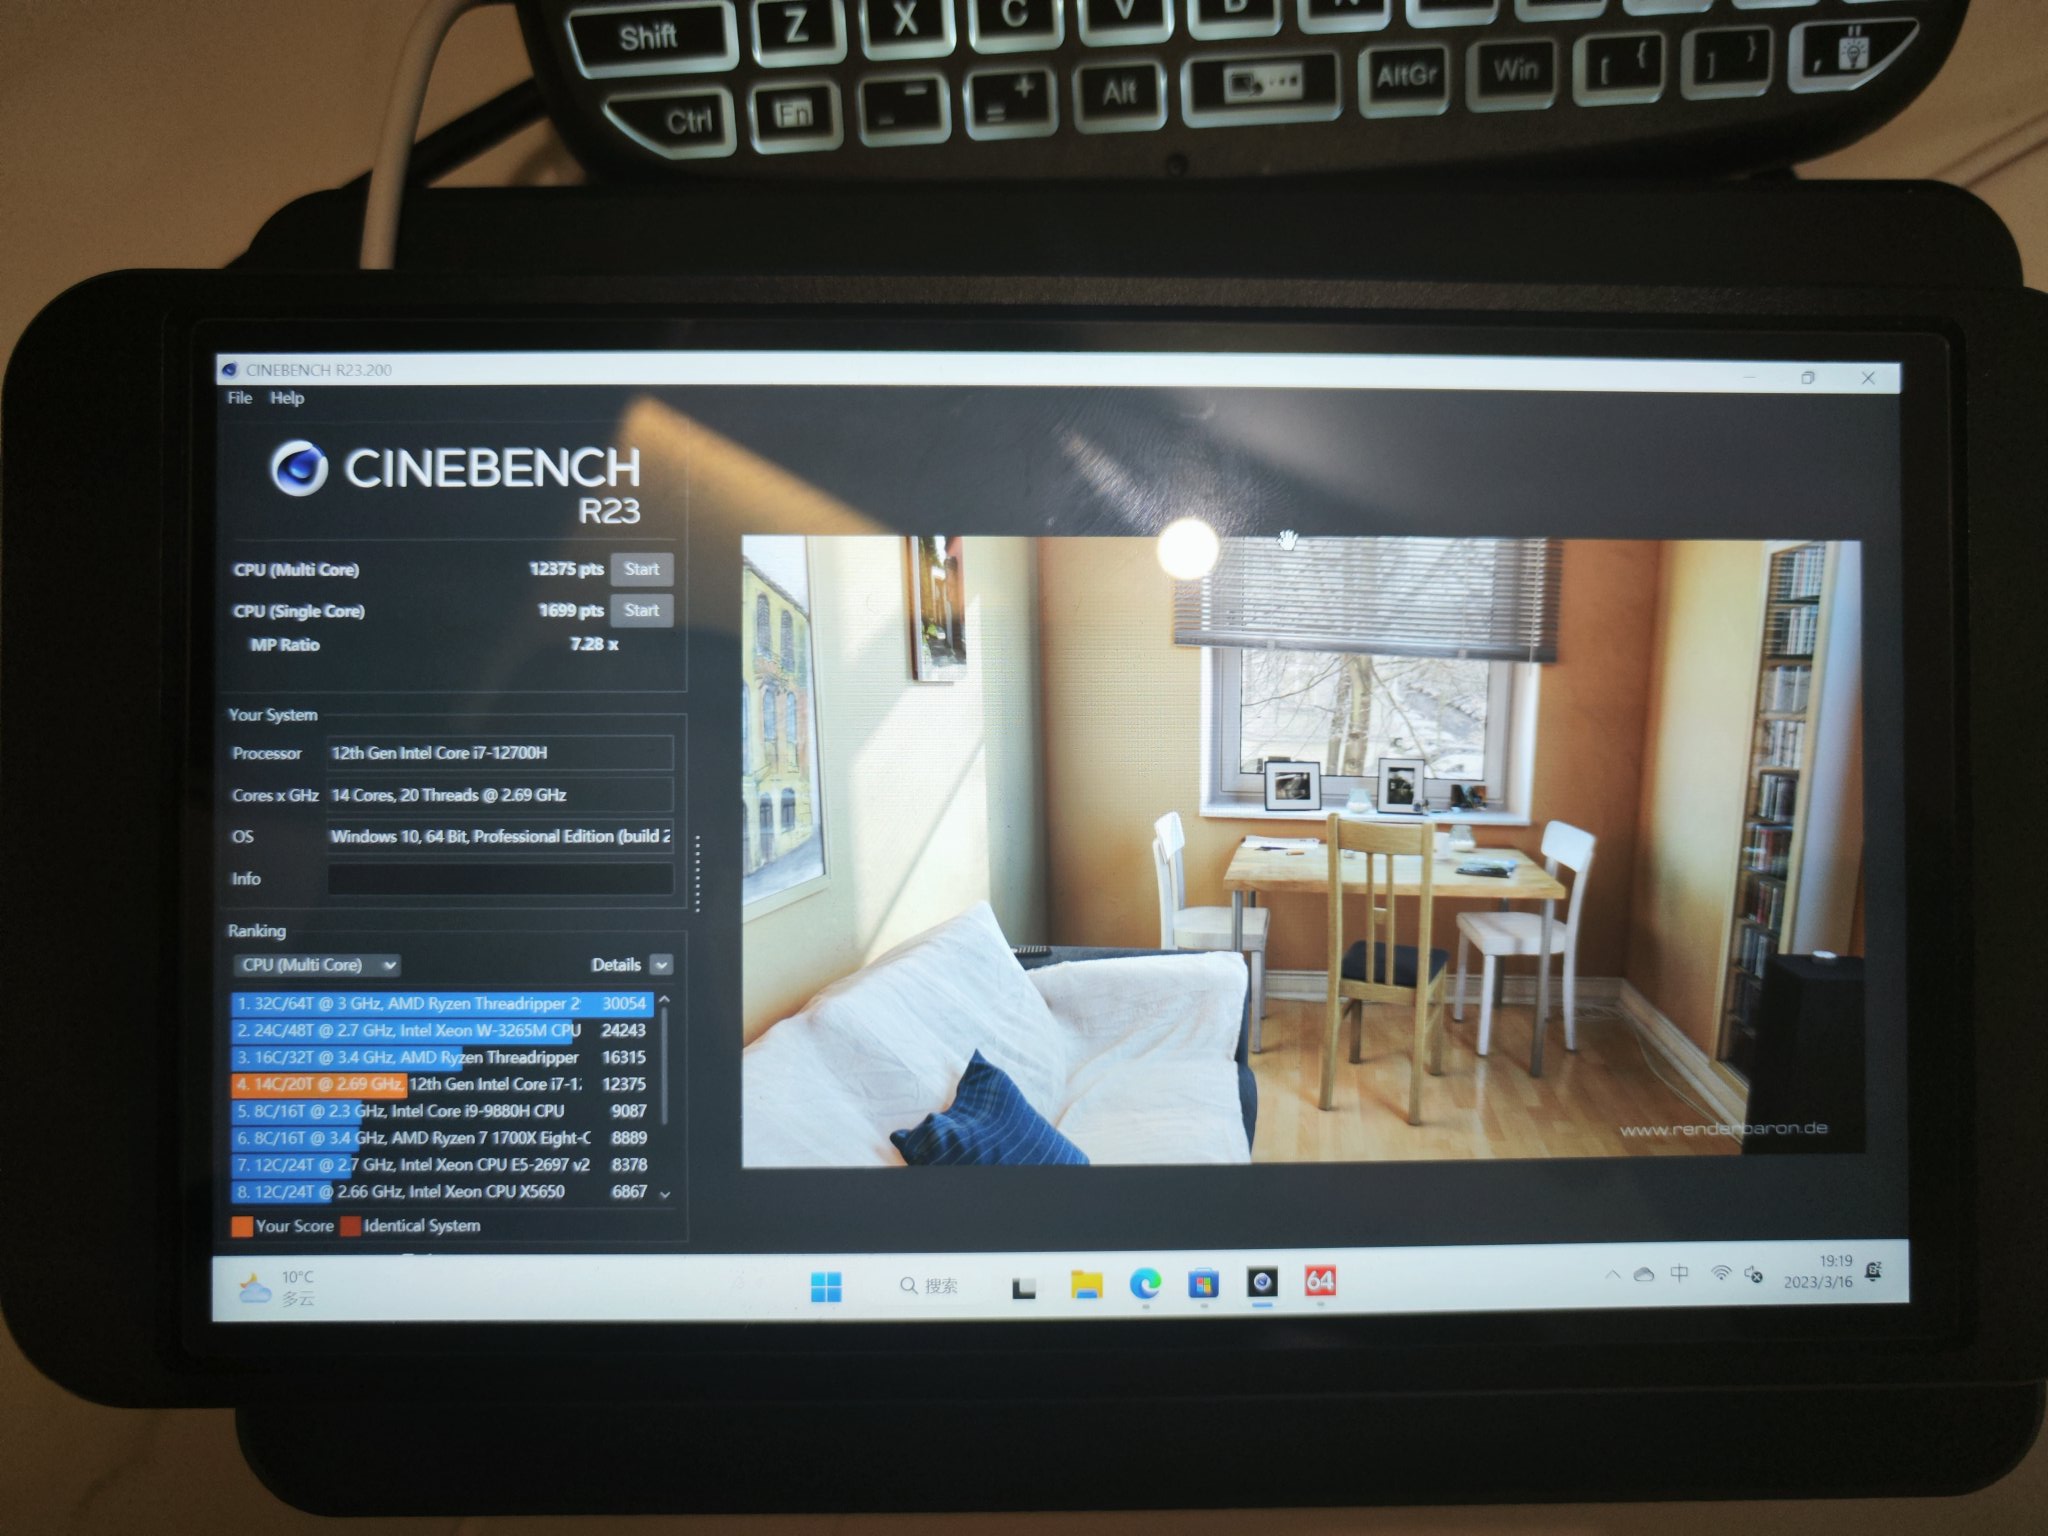 Shift Z X C V B
Ctrl Fn _ - = + Alt AltGr Win [ { ] } ,
CINEBENCH R23.200
File Help
CINEBENCH
R23
CPU (Multi Core) 12375 pts Start
CPU (Single Core) 1699 pts Start
MP Ratio 7.28 x
Your System
Processor 12th Gen Intel Core i7-12700H
Cores x GHz 14 Cores, 20 Threads @ 2.69 GHz
OS Windows 10, 64 Bit, Professional Edition (build 2
Info
Ranking
CPU (Multi Core) Details
1. 32C/64T @ 3 GHz, AMD Ryzen Threadripper 2 30054
2. 24C/48T @ 2.7 GHz, Intel Xeon W-3265M CPU 24243
3. 16C/32T @ 3.4 GHz, AMD Ryzen Threadripper 16315
4. 14C/20T @ 2.69 GHz, 12th Gen Intel Core i7-1 12375
5. 8C/16T @ 2.3 GHz, Intel Core i9-9880H CPU 9087
6. 8C/16T @ 3.4 GHz, AMD Ryzen 7 1700X Eight-C 8889
7. 12C/24T @ 2.7 GHz, Intel Xeon CPU E5-2697 v2 8378
8. 12C/24T @ 2.66 GHz, Intel Xeon CPU X5650 6867
Your Score Identical System
www.renderbaron.de
10°C
多云
搜索
64
中
19:19
2023/3/16